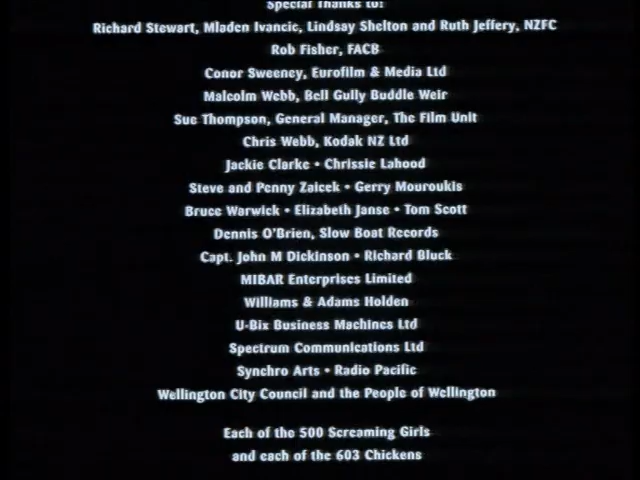 Special Thanks to:
Richard Stewart, Mladen Ivancic, Lindsay Shelton and Ruth Jeffery, NZFC
Rob Fisher, FACB
Conor Sweeney, Eurofilm & Media Ltd
Malcolm Webb, Bell Gully Buddle Weir
Sue Thompson, General Manager, The Film Unit
Chris Webb, Kodak NZ Ltd
Jackie Clarke • Chrissie Lahood
Steve and Penny Zaicek • Gerry Mouroukis
Bruce Warwick • Elizabeth Janse • Tom Scott
Dennis O'Brien, Slow Boat Records
Capt. John M Dickinson • Richard Bluck
MIBAR Enterprises Limited
Williams & Adams Holden
U-Bix Business Machines Ltd
Spectrum Communications Ltd
Synchro Arts • Radio Pacific
Wellington City Council and the People of Wellington
Each of the 500 Screaming Girls
and each of the 603 Chickens